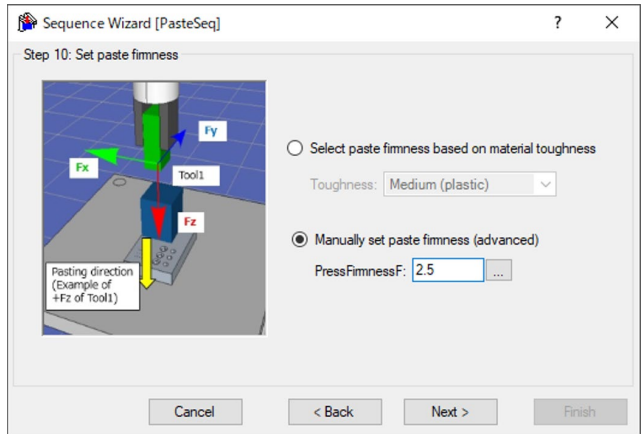 Sequence Wizard [PasteSeq]
?
Step 10: Set paste firmness
Fy
Fx
Tool1
Fz
Pasting direction
(Example of
+Fz of Tool1)
Select paste firmness based on material toughness
Toughness: Medium (plastic)
Manually set paste firmness (advanced)
PressFirmnessF: 2.5 ...
Cancel < Back Next > Finish